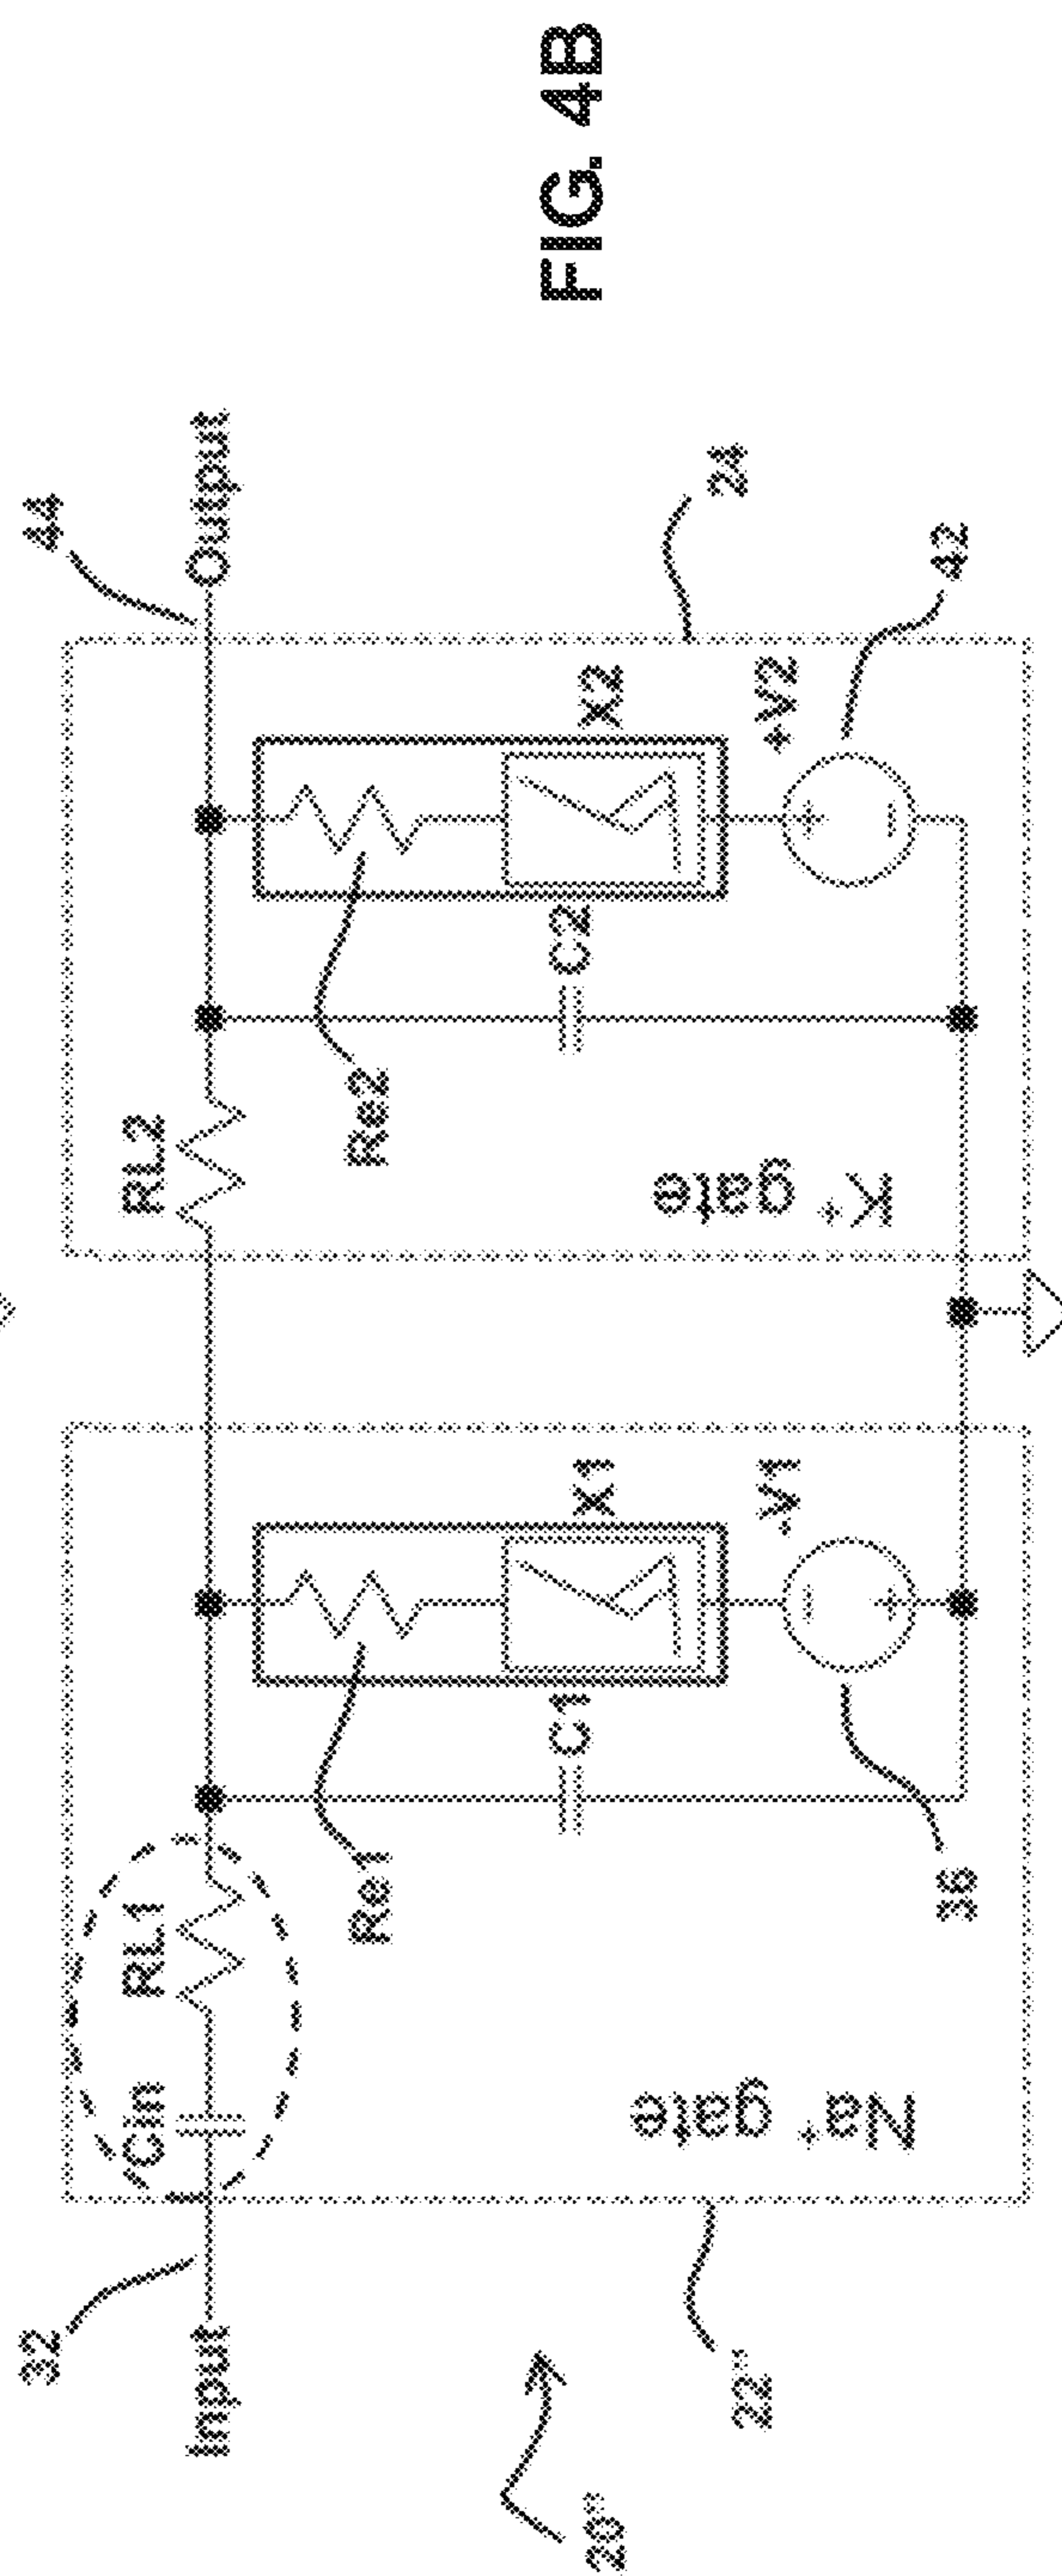 32
44
Cin
RL1
RL2
Input
Output
Re1
Re2
C1
X1
C2
X2
-V1
+V2
Na+ gate
K+ gate
22"
24
36
42
20"
+
−
−
+
FIG. 4B